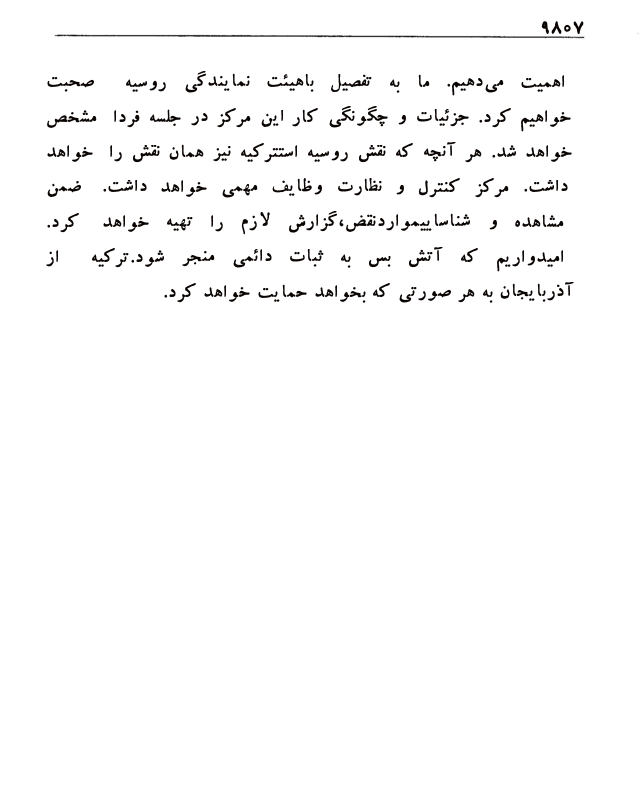 ۹۸۰۷
اهمیت می‌دهیم. ما به تفصیل باهیئت نمایندگی روسیه صحبت
خواهیم کرد. جزئیات و چگونگی کار این مرکز در جلسه فردا مشخص
خواهد شد. هر آنچه که نقش روسیه استترکیه نیز همان نقش را خواهد
داشت. مرکز کنترل و نظارت وظایف مهمی خواهد داشت. ضمن
مشاهده و شناساییمواردنقض،گزارش لازم را تهیه خواهد کرد.
امیدواریم که آتش بس به ثبات دائمی منجر شود.ترکیه از
آذربایجان به هر صورتی که بخواهد حمایت خواهد کرد.